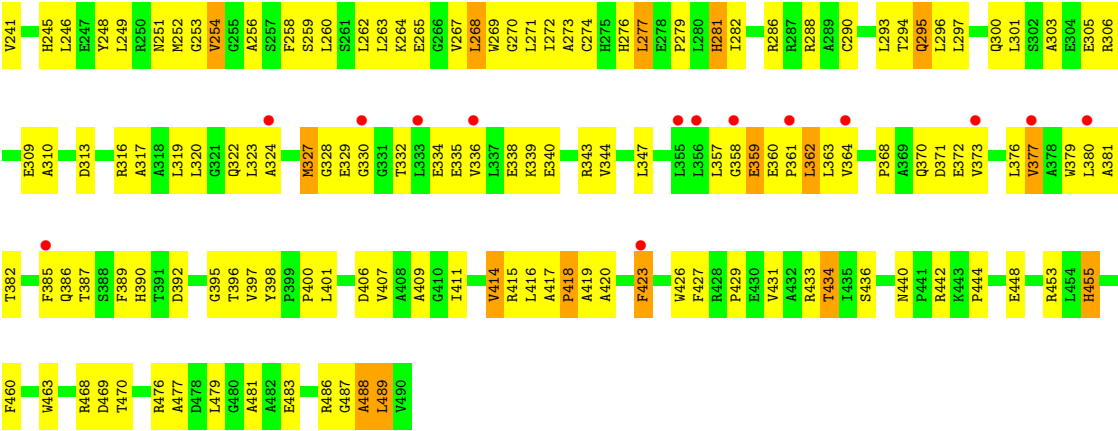 V241 H245 L246 E247 Y248 L249 R250 N251 M252 G253 V254 G255 A256 S257 F258 S259 L260 S261 L262 L263 K264 E265 G266 V267 L268 W269 G270 L271 I272 A273 C274 H275 H276 L277 E278 P279 L280 H281 I282 R286 R287 R288 A289 C290 L293 T294 Q295 L296 L297 Q300 L301 S302 A303 E304 E305 R306
E309 A310 D313 R316 A317 A318 L319 L320 G321 Q322 L323 A324 M327 G328 E329 G330 G331 T332 L333 E334 E335 V336 L337 E338 K339 E340 R343 V344 L347 L355 L356 L357 G358 E359 E360 P361 L362 L363 V364 P368 A369 Q370 D371 E372 V373 L376 V377 A378 W379 L380 A381
T382 F385 Q386 T387 S388 F389 H390 T391 D392 G395 T396 V397 Y398 P399 P400 L401 D406 V407 A408 A409 G410 I411 V414 R415 L416 A417 P418 A419 A420 F423 W426 F427 R428 P429 E430 V431 A432 R433 T434 I435 S436 N440 P441 R442 K443 P444 E448 R453 L454 H455
F460 W463 R468 D469 T470 R476 A477 D478 L479 G480 A481 A482 E483 R486 G487 A488 L489 V490